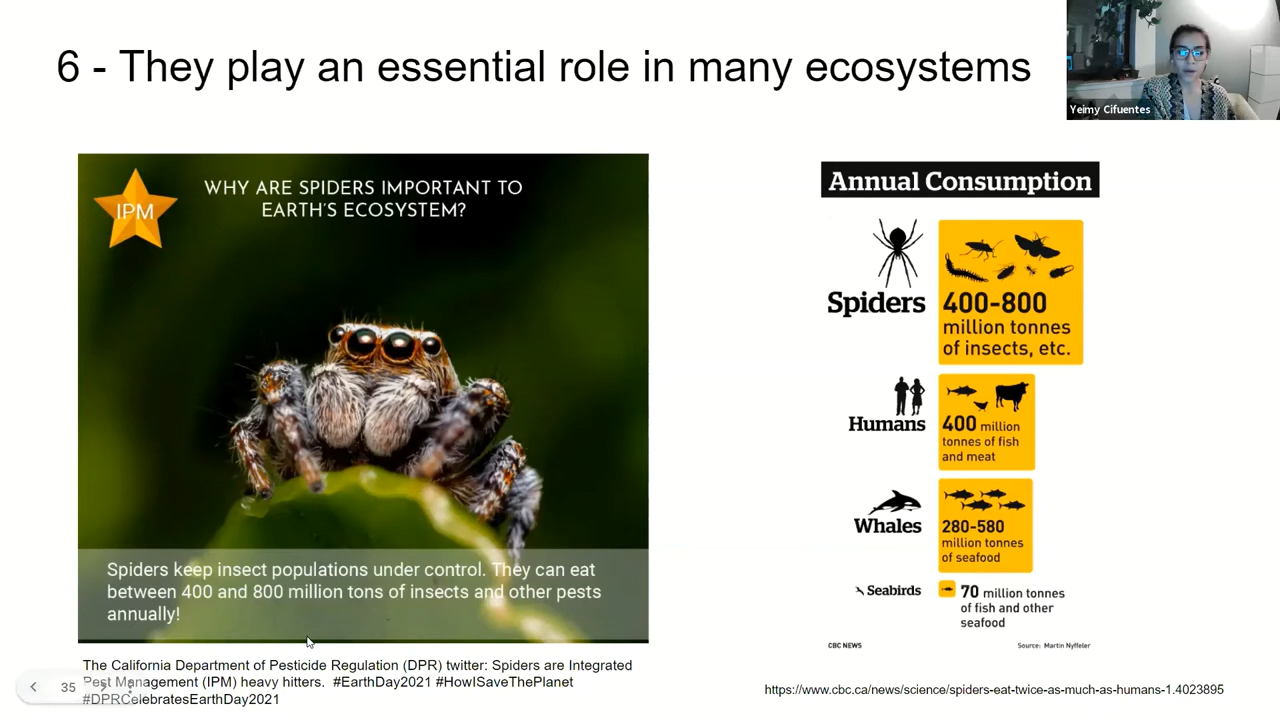 6 - They play an essential role in many ecosystems
Yeimy Cifuentes
IPM
WHY ARE SPIDERS IMPORTANT TO
EARTH'S ECOSYSTEM?
Spiders keep insect populations under control. They can eat
between 400 and 800 million tons of insects and other pests
annually!
The California Department of Pesticide Regulation (DPR) twitter: Spiders are Integrated
Pest Management (IPM) heavy hitters. #EarthDay2021 #HowISaveThePlanet
#DPRCelebratesEarthDay2021
35
Annual Consumption
Spiders
400-800
million tonnes
of insects, etc.
Humans
400 million
tonnes of fish
and meat
Whales
280-580
million tonnes
of seafood
Seabirds
70 million tonnes
of fish and other
seafood
CBC NEWS
Source: Martin Nyffeler
https://www.cbc.ca/news/science/spiders-eat-twice-as-much-as-humans-1.4023895